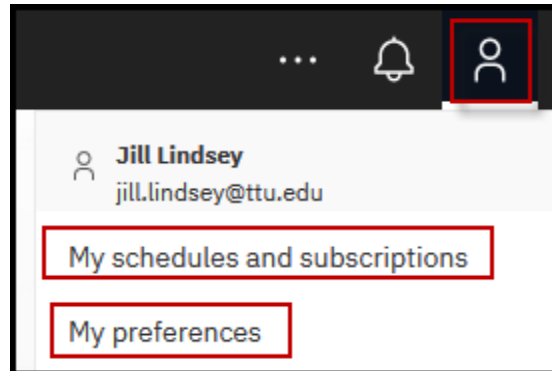 Jill Lindsey
jill.lindsey@ttu.edu
My schedules and subscriptions
My preferences